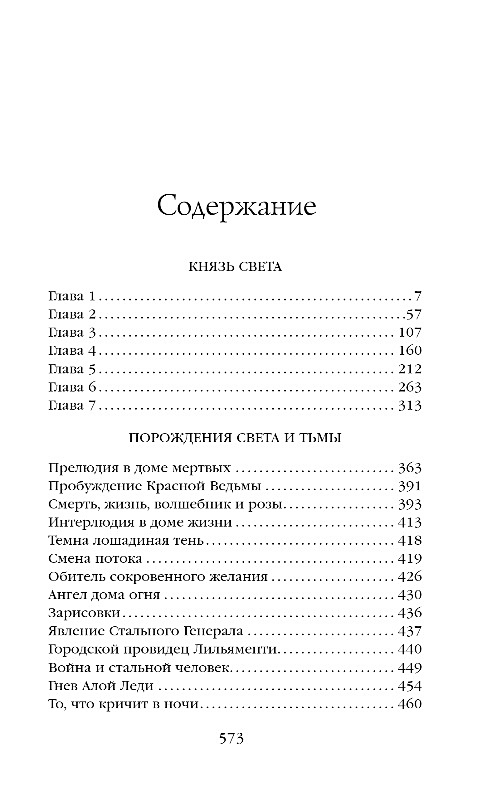 Содержание
КНЯЗЬ СВЕТА
Глава 1 . . . . . . . . . . . . . . . . . . . . 7
Глава 2 . . . . . . . . . . . . . . . . . . . . 57
Глава 3 . . . . . . . . . . . . . . . . . . . . 107
Глава 4 . . . . . . . . . . . . . . . . . . . . 160
Глава 5 . . . . . . . . . . . . . . . . . . . . 212
Глава 6 . . . . . . . . . . . . . . . . . . . . 263
Глава 7 . . . . . . . . . . . . . . . . . . . . 313
ПОРОЖДЕНИЯ СВЕТА И ТЬМЫ
Прелюдия в доме мертвых . . . . . . . . . . 363
Пробуждение Красной Ведьмы . . . . . . . . . . 391
Смерть, жизнь, волшебник и розы. . . . . . . . . . 393
Интерлюдия в доме жизни . . . . . . . . . . 413
Темна лошадиная тень . . . . . . . . . . 418
Смена потока . . . . . . . . . . 419
Обитель сокровенного желания . . . . . . . . . . 426
Ангел дома огня . . . . . . . . . . 430
Зарисовки . . . . . . . . . . 436
Явление Стального Генерала . . . . . . . . . . 437
Городской провидец Лильяменти. . . . . . . . . . 440
Война и стальной человек. . . . . . . . . . 449
Гнев Алой Леди . . . . . . . . . . 454
То, что кричит в ночи . . . . . . . . . . 460
573